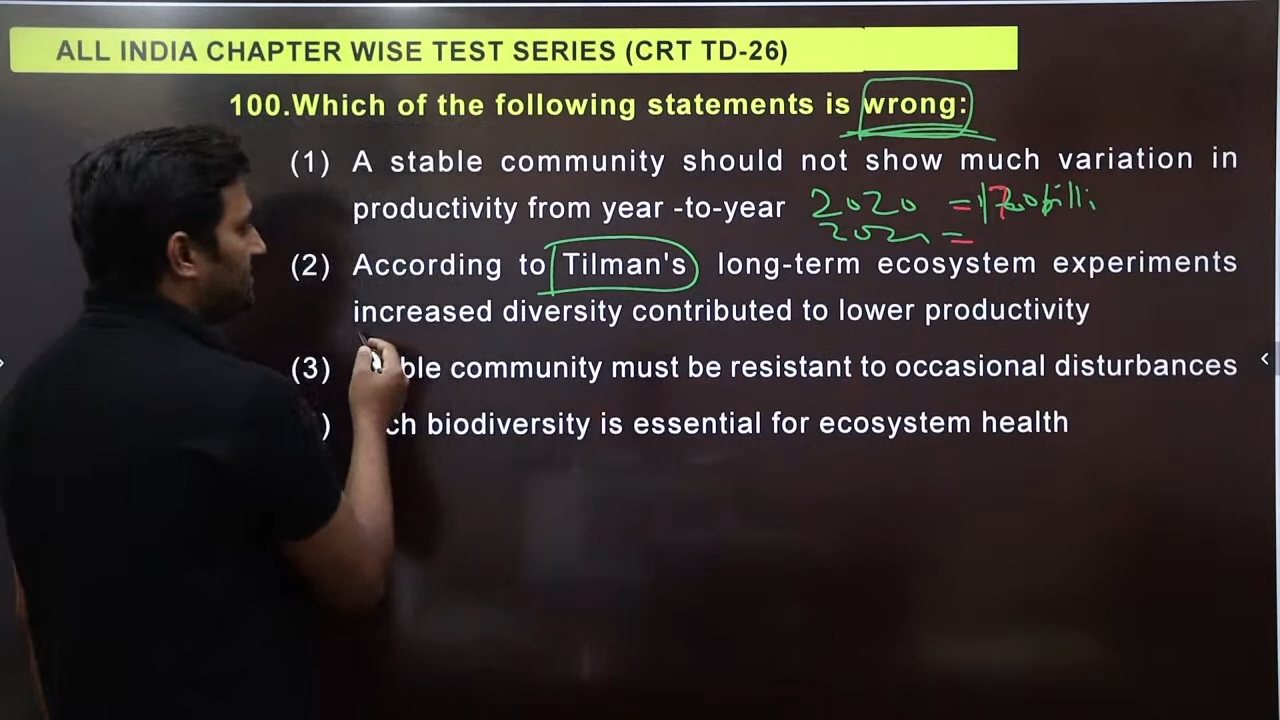 ALL INDIA CHAPTER WISE TEST SERIES (CRT TD-26)
100.Which of the following statements is wrong:
(1) A stable community should not show much variation in
productivity from year -to-year 2020 =
2021 =
(2) According to Tilman's long-term ecosystem experiments
increased diversity contributed to lower productivity
(3) ble community must be resistant to occasional disturbances
) ch biodiversity is essential for ecosystem health